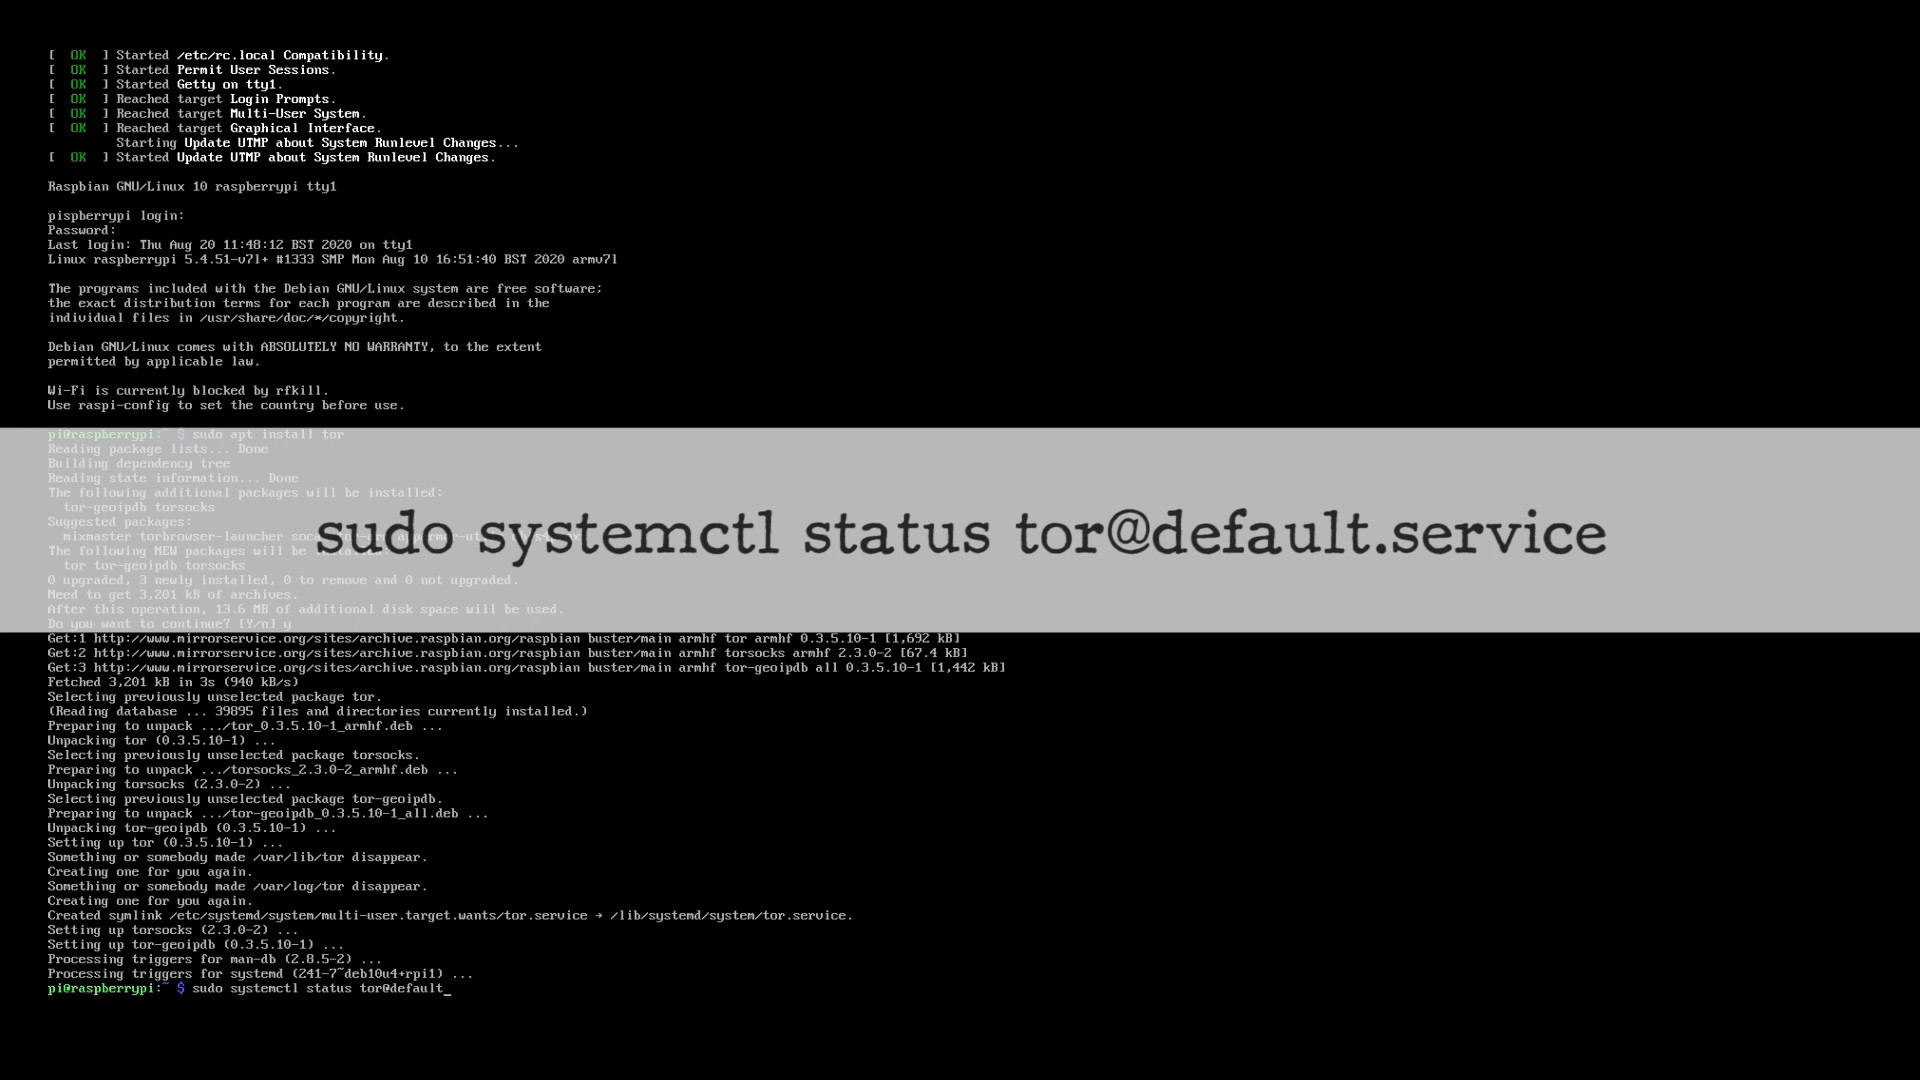 [  OK  ] Started /etc/rc.local Compatibility.
[  OK  ] Started Permit User Sessions.
[  OK  ] Started Getty on tty1.
[  OK  ] Reached target Login Prompts.
[  OK  ] Reached target Multi-User System.
[  OK  ] Reached target Graphical Interface.
         Starting Update UTMP about System Runlevel Changes...
[  OK  ] Started Update UTMP about System Runlevel Changes.
Raspbian GNU/Linux 10 raspberrypi tty1
pispberrypi login:
Password:
Last login: Thu Aug 20 11:48:12 BST 2020 on tty1
Linux raspberrypi 5.4.51-v7l+ #1333 SMP Mon Aug 10 16:51:40 BST 2020 armv7l
The programs included with the Debian GNU/Linux system are free software;
the exact distribution terms for each program are described in the
individual files in /usr/share/doc/*/copyright.
Debian GNU/Linux comes with ABSOLUTELY NO WARRANTY, to the extent
permitted by applicable law.
Wi-Fi is currently blocked by rfkill.
Use raspi-config to set the country before use.
pi@raspberrypi:~ $ sudo apt install tor
Reading package lists... Done
Building dependency tree
Reading state information... Done
The following additional packages will be installed:
  tor-geoipdb torsocks
Suggested packages:
  mixmaster torbrowser-launcher
The following NEW packages will be
  tor tor-geoipdb torsocks
sudo systemctl status tor@default.service
0 upgraded, 3 newly installed, 0 to remove and 0 not upgraded.
Need to get 3,201 kB of archives.
After this operation, 13.6 MB of additional disk space will be used.
Do you want to continue? [Y/n] y
Get:1 http://www.mirrorservice.org/sites/archive.raspbian.org/raspbian buster/main armhf tor armhf 0.3.5.10-1 [1,692 kB]
Get:2 http://www.mirrorservice.org/sites/archive.raspbian.org/raspbian buster/main armhf torsocks armhf 2.3.0-2 [67.4 kB]
Get:3 http://www.mirrorservice.org/sites/archive.raspbian.org/raspbian buster/main armhf tor-geoipdb all 0.3.5.10-1 [1,442 kB]
Fetched 3,201 kB in 3s (940 kB/s)
Selecting previously unselected package tor.
(Reading database ... 39895 files and directories currently installed.)
Preparing to unpack .../tor_0.3.5.10-1_armhf.deb ...
Unpacking tor (0.3.5.10-1) ...
Selecting previously unselected package torsocks.
Preparing to unpack .../torsocks_2.3.0-2_armhf.deb ...
Unpacking torsocks (2.3.0-2) ...
Selecting previously unselected package tor-geoipdb.
Preparing to unpack .../tor-geoipdb_0.3.5.10-1_all.deb ...
Unpacking tor-geoipdb (0.3.5.10-1) ...
Setting up tor (0.3.5.10-1) ...
Something or somebody made /var/lib/tor disappear.
Creating one for you again.
Something or somebody made /var/log/tor disappear.
Creating one for you again.
Created symlink /etc/systemd/system/multi-user.target.wants/tor.service → /lib/systemd/system/tor.service.
Setting up torsocks (2.3.0-2) ...
Setting up tor-geoipdb (0.3.5.10-1) ...
Processing triggers for man-db (2.8.5-2) ...
Processing triggers for systemd (241-7~deb10u4+rpi1) ...
pi@raspberrypi:~ $ sudo systemctl status tor@default_